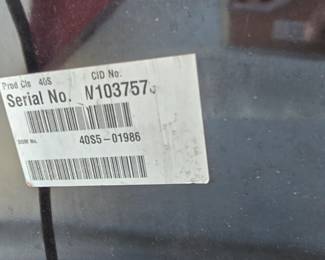 Prod Cls 40S CID No:
Serial No. N103757
40S5-01986